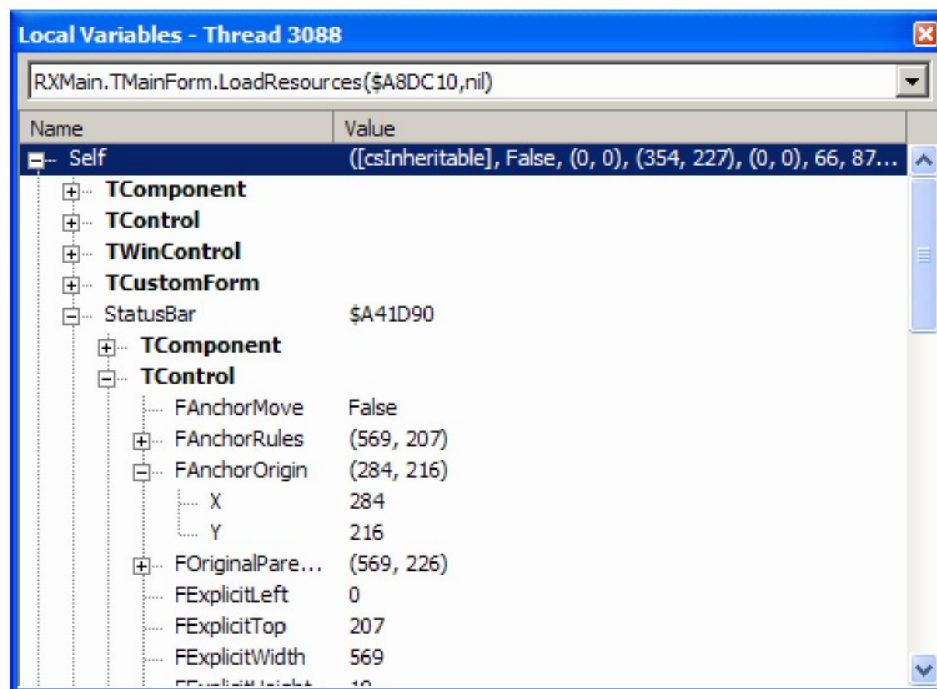 Local Variables - Thread 3088
RXMain.TMainForm.LoadResources($A8DC10,nil)
Name Value
Self ([csInheritable], False, (0, 0), (354, 227), (0, 0), 66, 87...
TComponent
TControl
TWinControl
TCustomForm
StatusBar $A41D90
TComponent
TControl
FAnchorMove False
FAnchorRules (569, 207)
FAnchorOrigin (284, 216)
X 284
Y 216
FOriginalPare... (569, 226)
FExplicitLeft 0
FExplicitTop 207
FExplicitWidth 569
FExplicitHeight